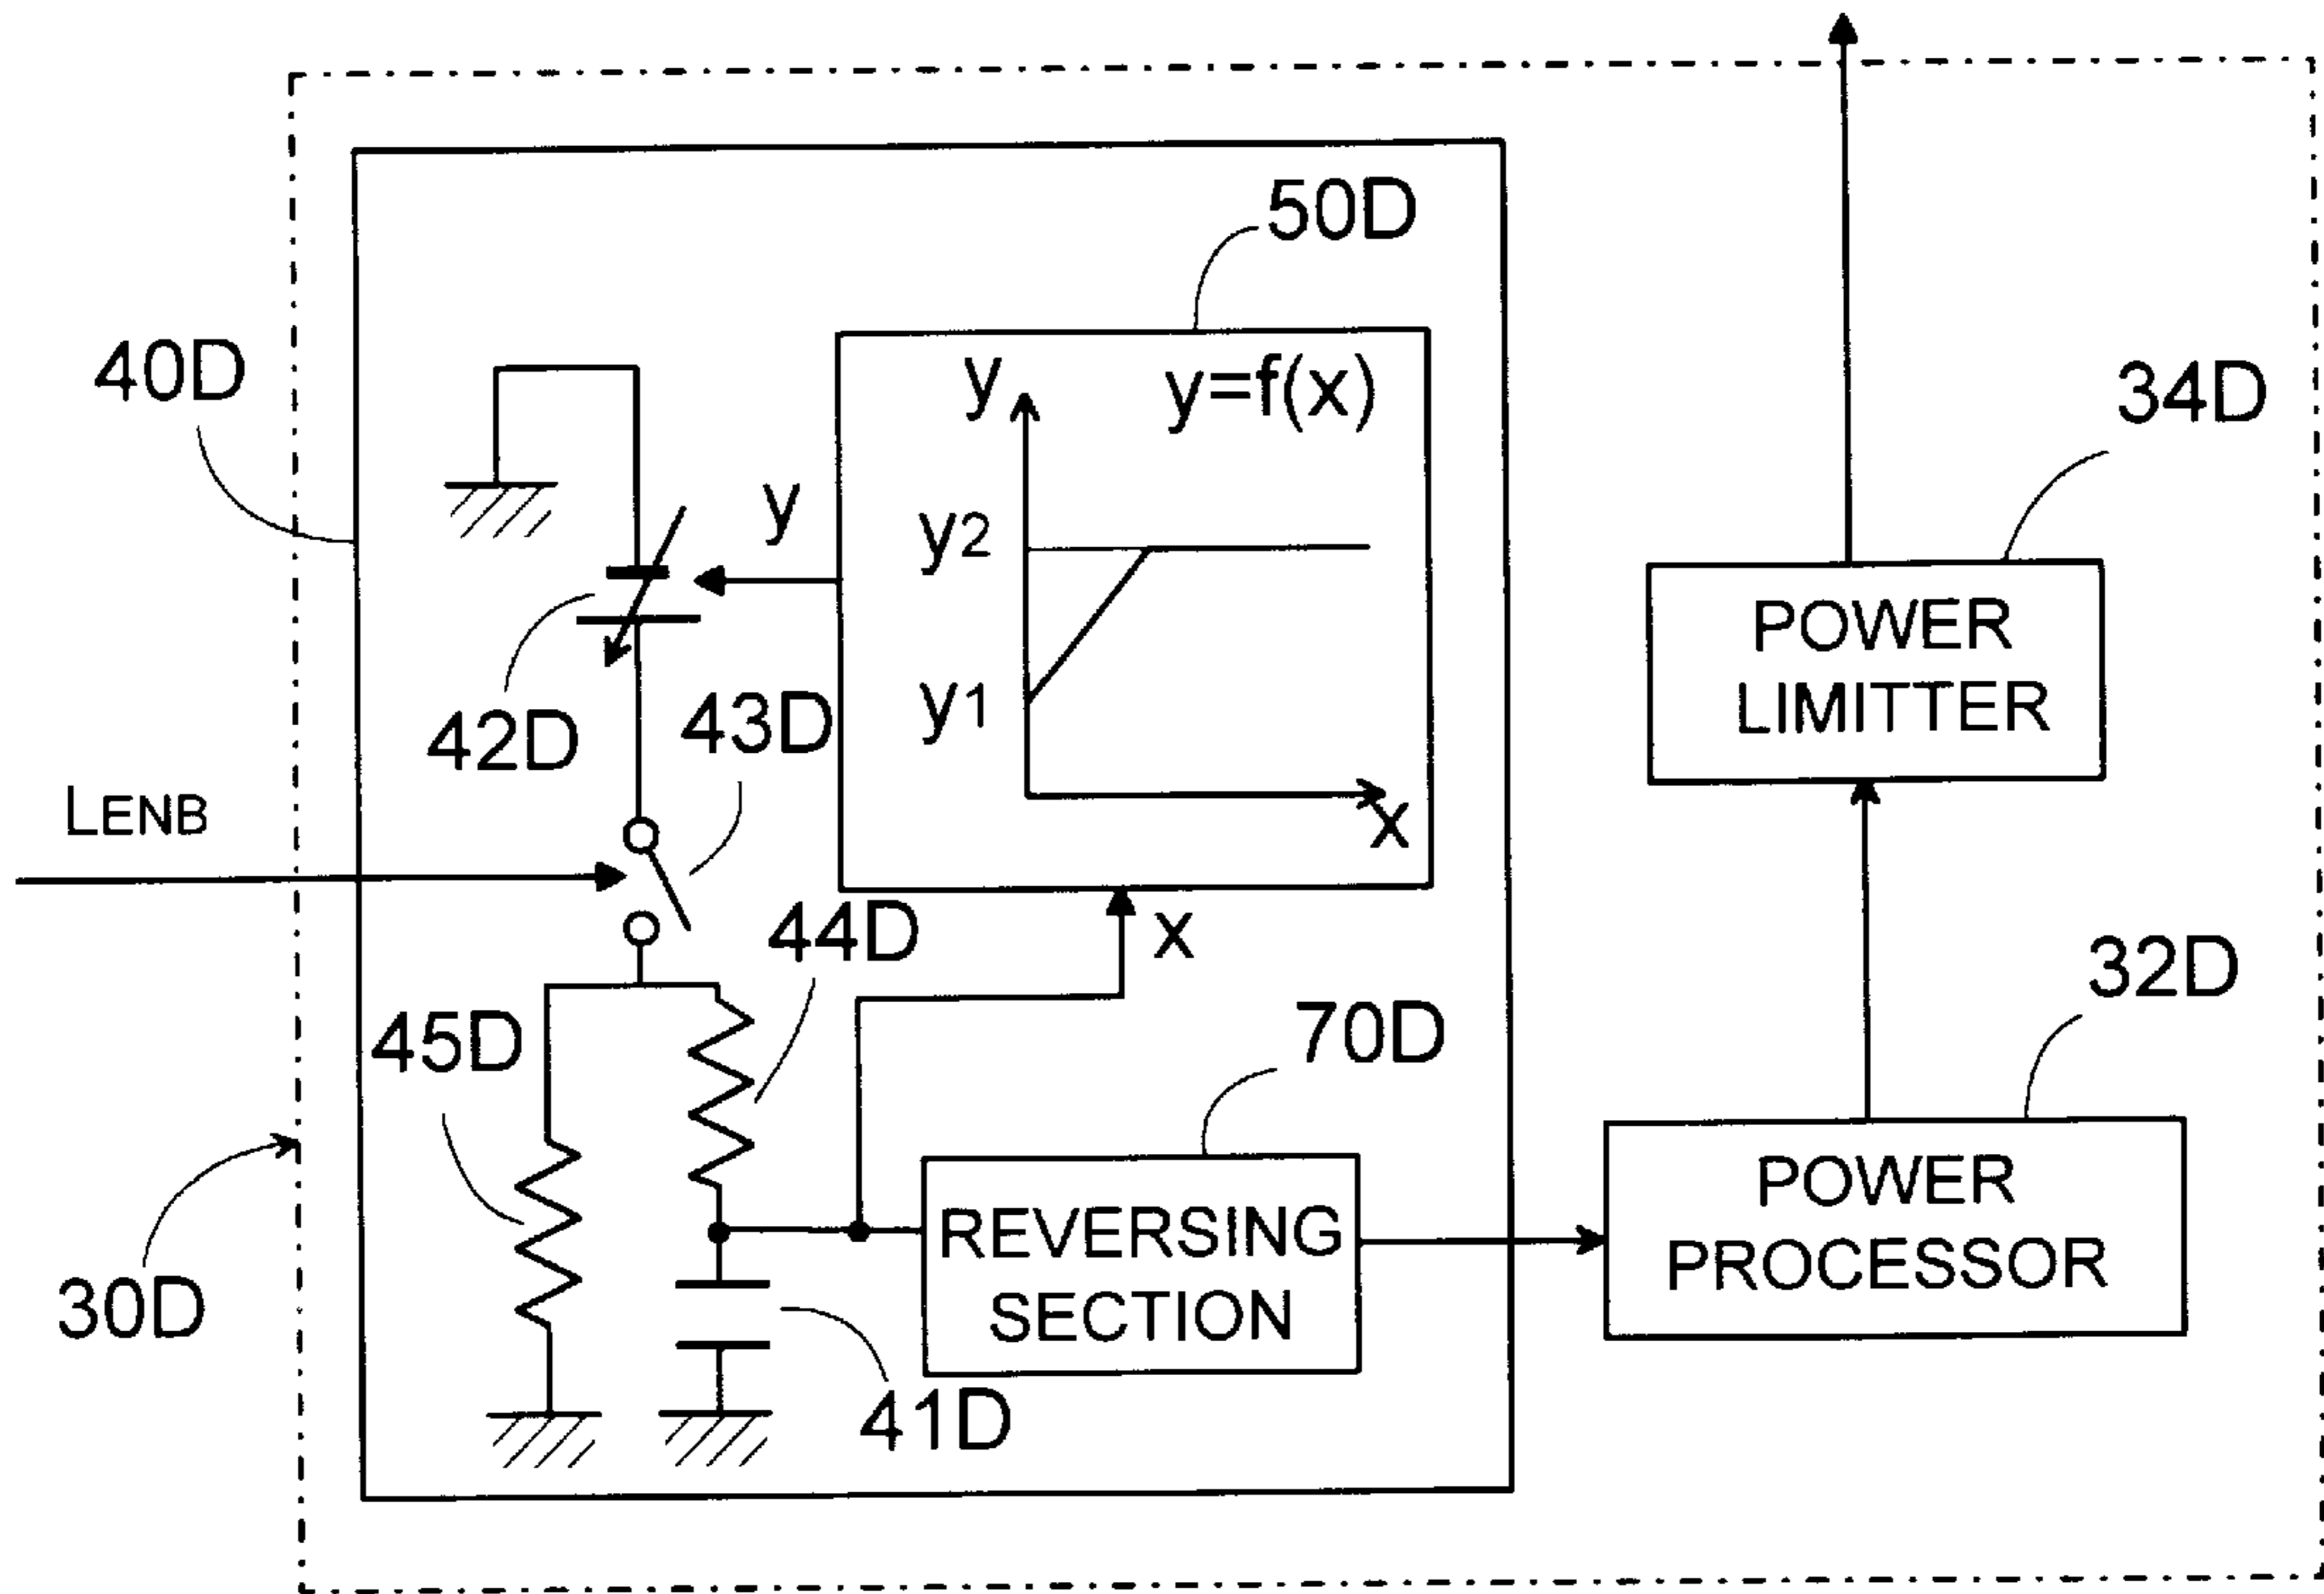 50D
40D
y
y=f(x)
34D
y
y2
POWER
LIMITTER
y1
42D
43D
LENB
x
44D
x
32D
45D
70D
POWER
PROCESSOR
REVERSING
SECTION
30D
41D